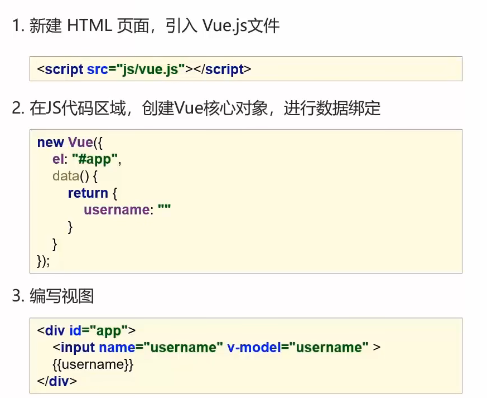 1. 新建 HTML 页面，引入 Vue.js文件
<script src="js/vue.js"></script>
2. 在JS代码区域，创建Vue核心对象，进行数据绑定
new Vue({
    el: "#app",
    data() {
        return {
            username: ""
        }
    }
});
3. 编写视图
<div id="app">
    <input name="username" v-model="username" >
    {{username}}
</div>